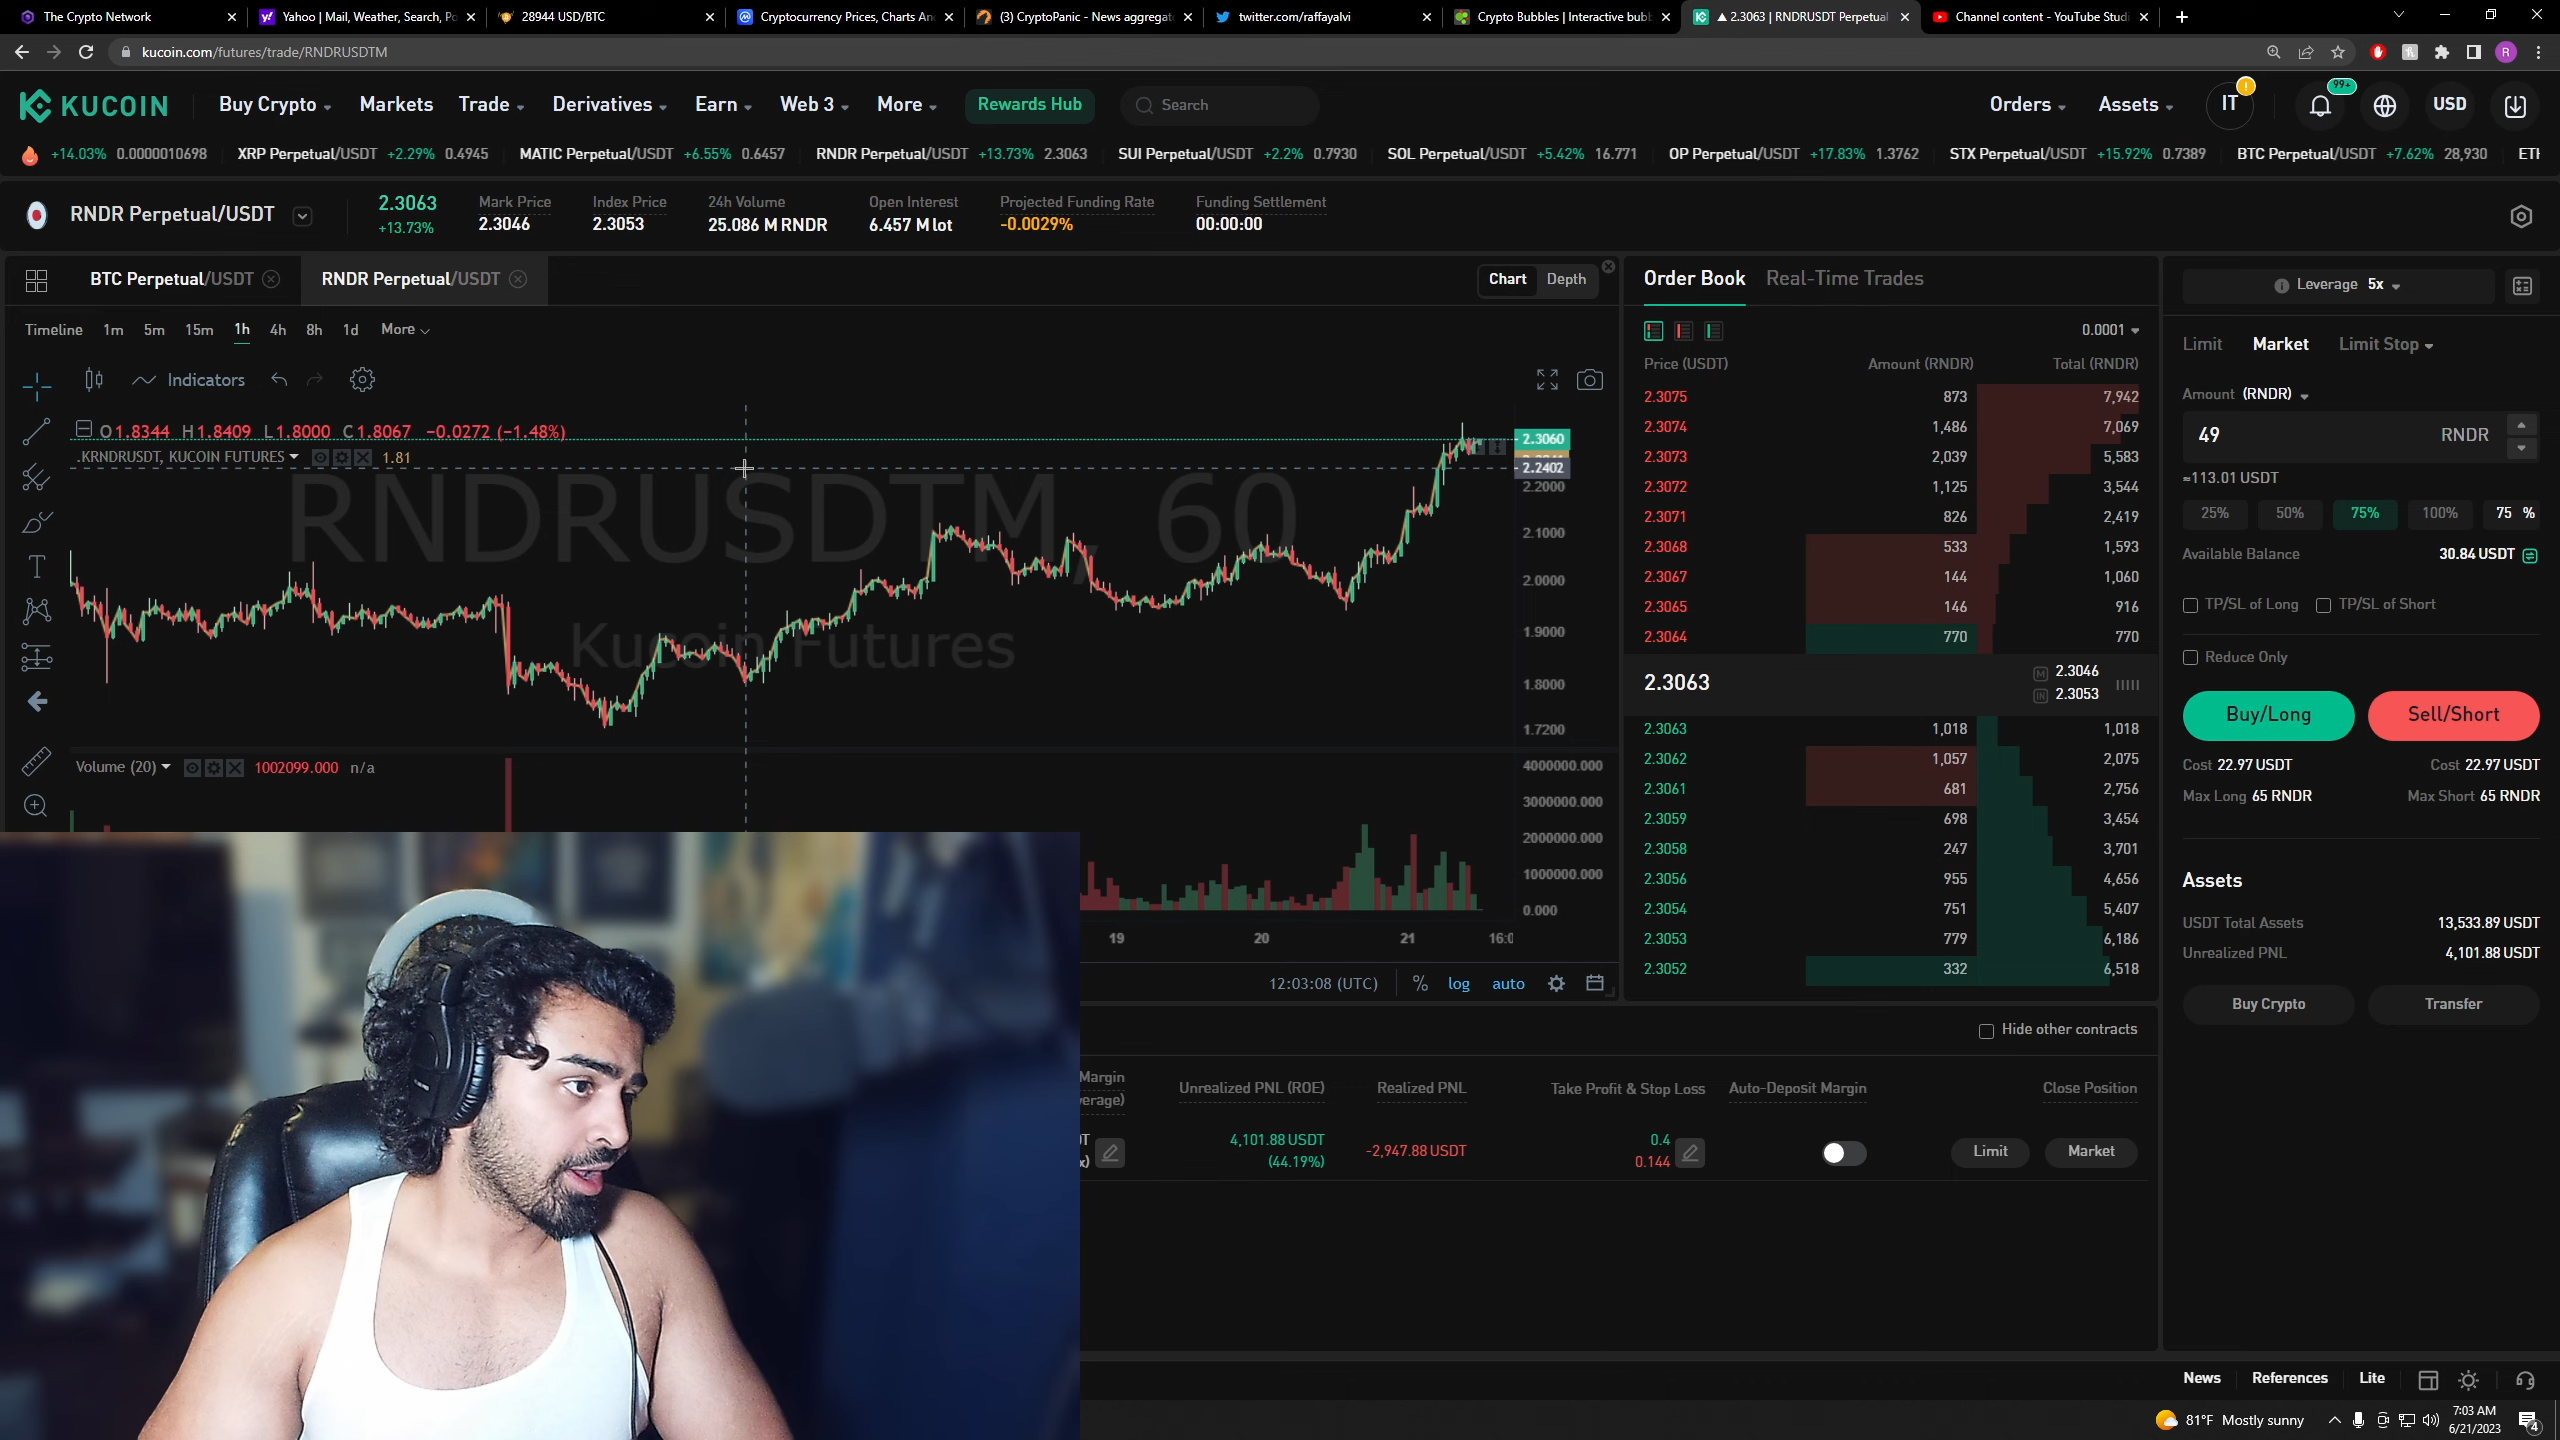 The Crypto Network
Yahoo | Mail, Weather, Search, Po
28944 USD/BTC
Cryptocurrency Prices, Charts An
(3) CryptoPanic - News aggregat
twitter.com/raffayalvi
Crypto Bubbles | Interactive bubb
▲ 2.3063 | RNDRUSDT Perpetual
Channel content - YouTube Studi
kucoin.com/futures/trade/RNDRUSDTM
R
KUCOIN Buy Crypto Markets Trade Derivatives Earn Web 3 More Rewards Hub Search Orders Assets IT 99+ USD
+14.03% 0.0000010698 XRP Perpetual/USDT +2.29% 0.4945 MATIC Perpetual/USDT +6.55% 0.6457 RNDR Perpetual/USDT +13.73% 2.3063 SUI Perpetual/USDT +2.2% 0.7930 SOL Perpetual/USDT +5.42% 16.771 OP Perpetual/USDT +17.83% 1.3762 STX Perpetual/USDT +15.92% 0.7389 BTC Perpetual/USDT +7.62% 28,930 ETH
RNDR Perpetual/USDT
2.3063
+13.73%
Mark Price
2.3046
Index Price
2.3053
24h Volume
25.086 M RNDR
Open Interest
6.457 M lot
Projected Funding Rate
-0.0029%
Funding Settlement
00:00:00
BTC Perpetual/USDT RNDR Perpetual/USDT Chart Depth
Timeline 1m 5m 15m 1h 4h 8h 1d More
Indicators
O1.8344 H1.8409 L1.8000 C1.8067 -0.0272 (-1.48%)
.KRNDRUSDT, KUCOIN FUTURES 1.81
RNDRUSDTM, 60
Kucoin Futures
2.3060
2.2402
2.2000
2.1000
2.0000
1.9000
1.8000
1.7200
Volume (20) 1002099.000 n/a
4000000.000
3000000.000
2000000.000
1000000.000
0.000
19 20 21 16:0
12:03:08 (UTC) % log auto
Order Book Real-Time Trades
0.0001
Price (USDT) Amount (RNDR) Total (RNDR)
2.3075 873 7,942
2.3074 1,486 7,069
2.3073 2,039 5,583
2.3072 1,125 3,544
2.3071 826 2,419
2.3068 533 1,593
2.3067 144 1,060
2.3065 146 916
2.3064 770 770
2.3063
M 2.3046
IN 2.3053
2.3063 1,018 1,018
2.3062 1,057 2,075
2.3061 681 2,756
2.3059 698 3,454
2.3058 247 3,701
2.3056 955 4,656
2.3054 751 5,407
2.3053 779 6,186
2.3052 332 6,518
Leverage 5x
Limit Market Limit Stop
Amount (RNDR)
49 RNDR
≈113.01 USDT
25% 50% 75% 100% 75 %
Available Balance 30.84 USDT
TP/SL of Long TP/SL of Short
Reduce Only
Buy/Long Sell/Short
Cost 22.97 USDT Cost 22.97 USDT
Max Long 65 RNDR Max Short 65 RNDR
Assets
USDT Total Assets 13,533.89 USDT
Unrealized PNL 4,101.88 USDT
Buy Crypto Transfer
Hide other contracts
Margin
erage)
Unrealized PNL (ROE) Realized PNL Take Profit & Stop Loss Auto-Deposit Margin Close Position
4,101.88 USDT
(44.19%)
-2,947.88 USDT
0.4
0.144
Limit Market
x)
News References Lite
81°F Mostly sunny
7:03 AM
6/21/2023
4